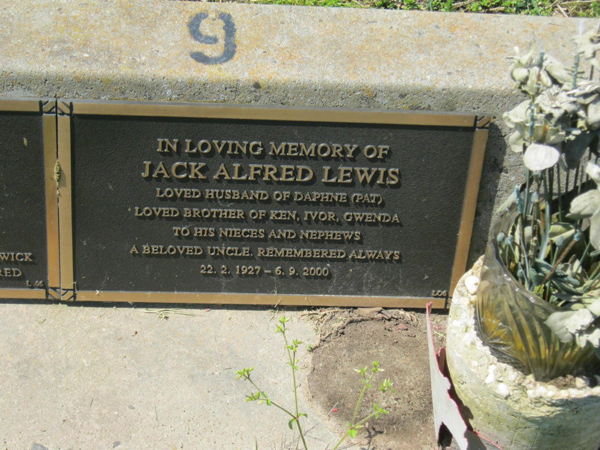 9
IN LOVING MEMORY OF
JACK ALFRED LEWIS
LOVED HUSBAND OF DAPHNE (PAT)
LOVED BROTHER OF KEN, IVOR, GWENDA
TO HIS NIECES AND NEPHEWS
A BELOVED UNCLE. REMEMBERED ALWAYS
22. 2. 1927 - 6. 9. 2000
WICK
RED